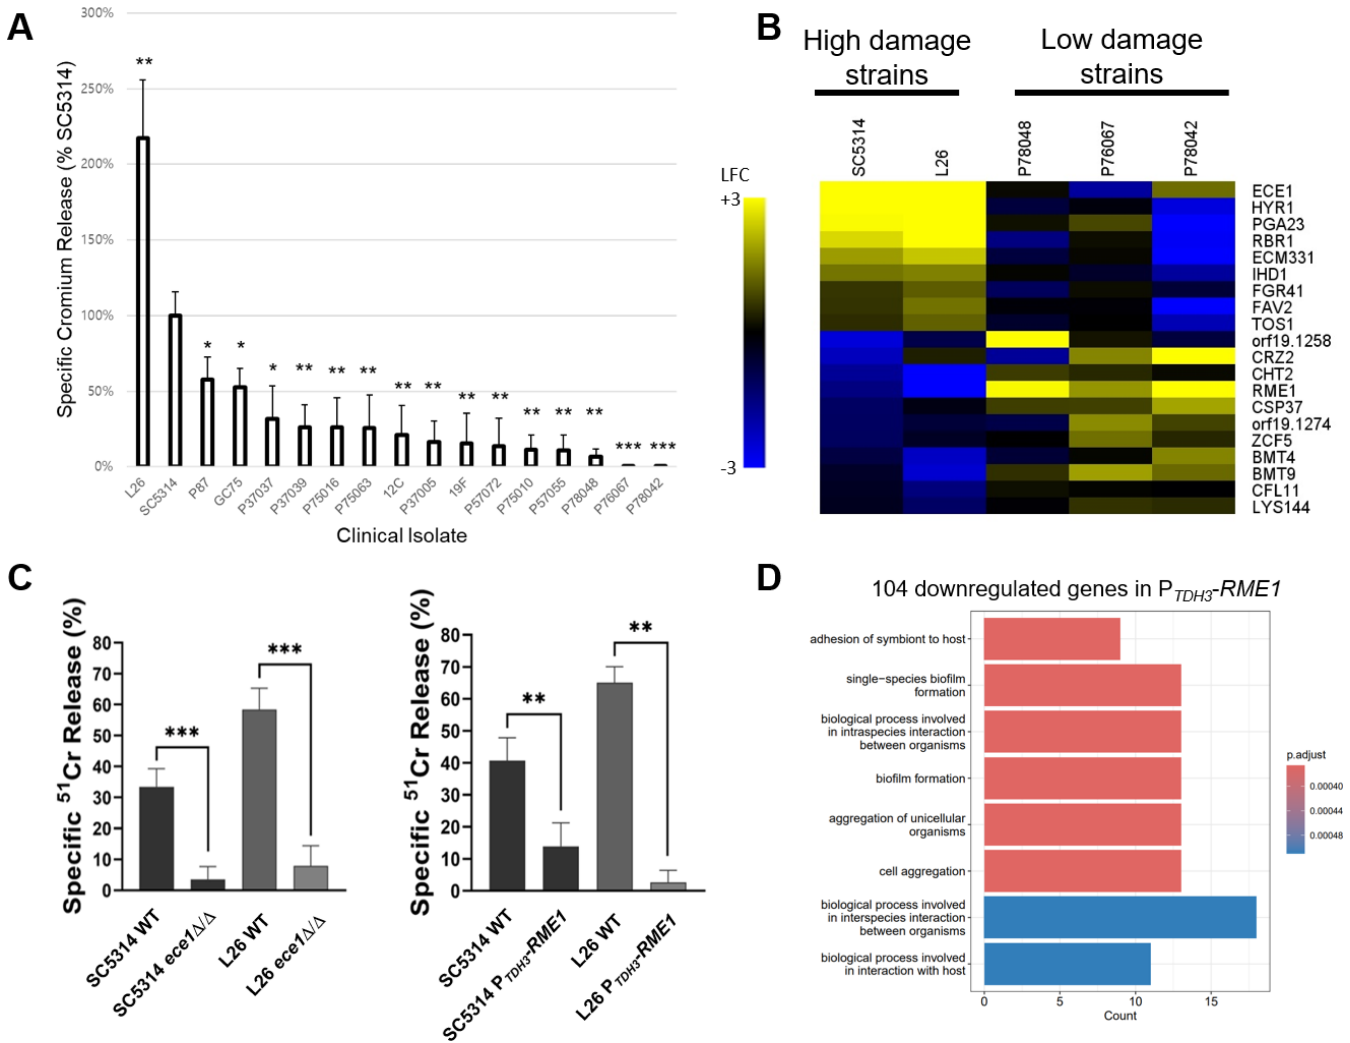 A
300%
250%
200%
150%
100%
50%
0%
Specific Cromium Release (% SC5314)
**
*
*
*
**
**
**
**
**
**
**
**
**
**
***
***
L26
SC5314
P87
GC75
P37037
P37039
P75016
P75063
12C
P37005
19F
P57072
P75010
P57055
P78048
P76067
P78042
Clinical Isolate
B
High damage
strains
Low damage
strains
SC5314
L26
P78048
P76067
P78042
LFC
+3
-3
ECE1
HYR1
PGA23
RBR1
ECM331
IHD1
FGR41
FAV2
TOS1
orf19.1258
CRZ2
CHT2
RME1
CSP37
orf19.1274
ZCF5
BMT4
BMT9
CFL11
LYS144
C
Specific 51Cr Release (%)
80
70
60
50
40
30
20
10
0
***
***
SC5314 WT
SC5314 ece1Δ/Δ
L26 WT
L26 ece1Δ/Δ
Specific 51Cr Release (%)
80
70
60
50
40
30
20
10
0
**
**
SC5314 WT
SC5314 PTDH3-RME1
L26 WT
L26 PTDH3-RME1
D
104 downregulated genes in PTDH3-RME1
adhesion of symbiont to host
single−species biofilm
formation
biological process involved
in intraspecies interaction
between organisms
biofilm formation
aggregation of unicellular
organisms
cell aggregation
biological process involved
in interspecies interaction
between organisms
biological process involved
in interaction with host
0
5
10
15
Count
p.adjust
0.00040
0.00044
0.00048